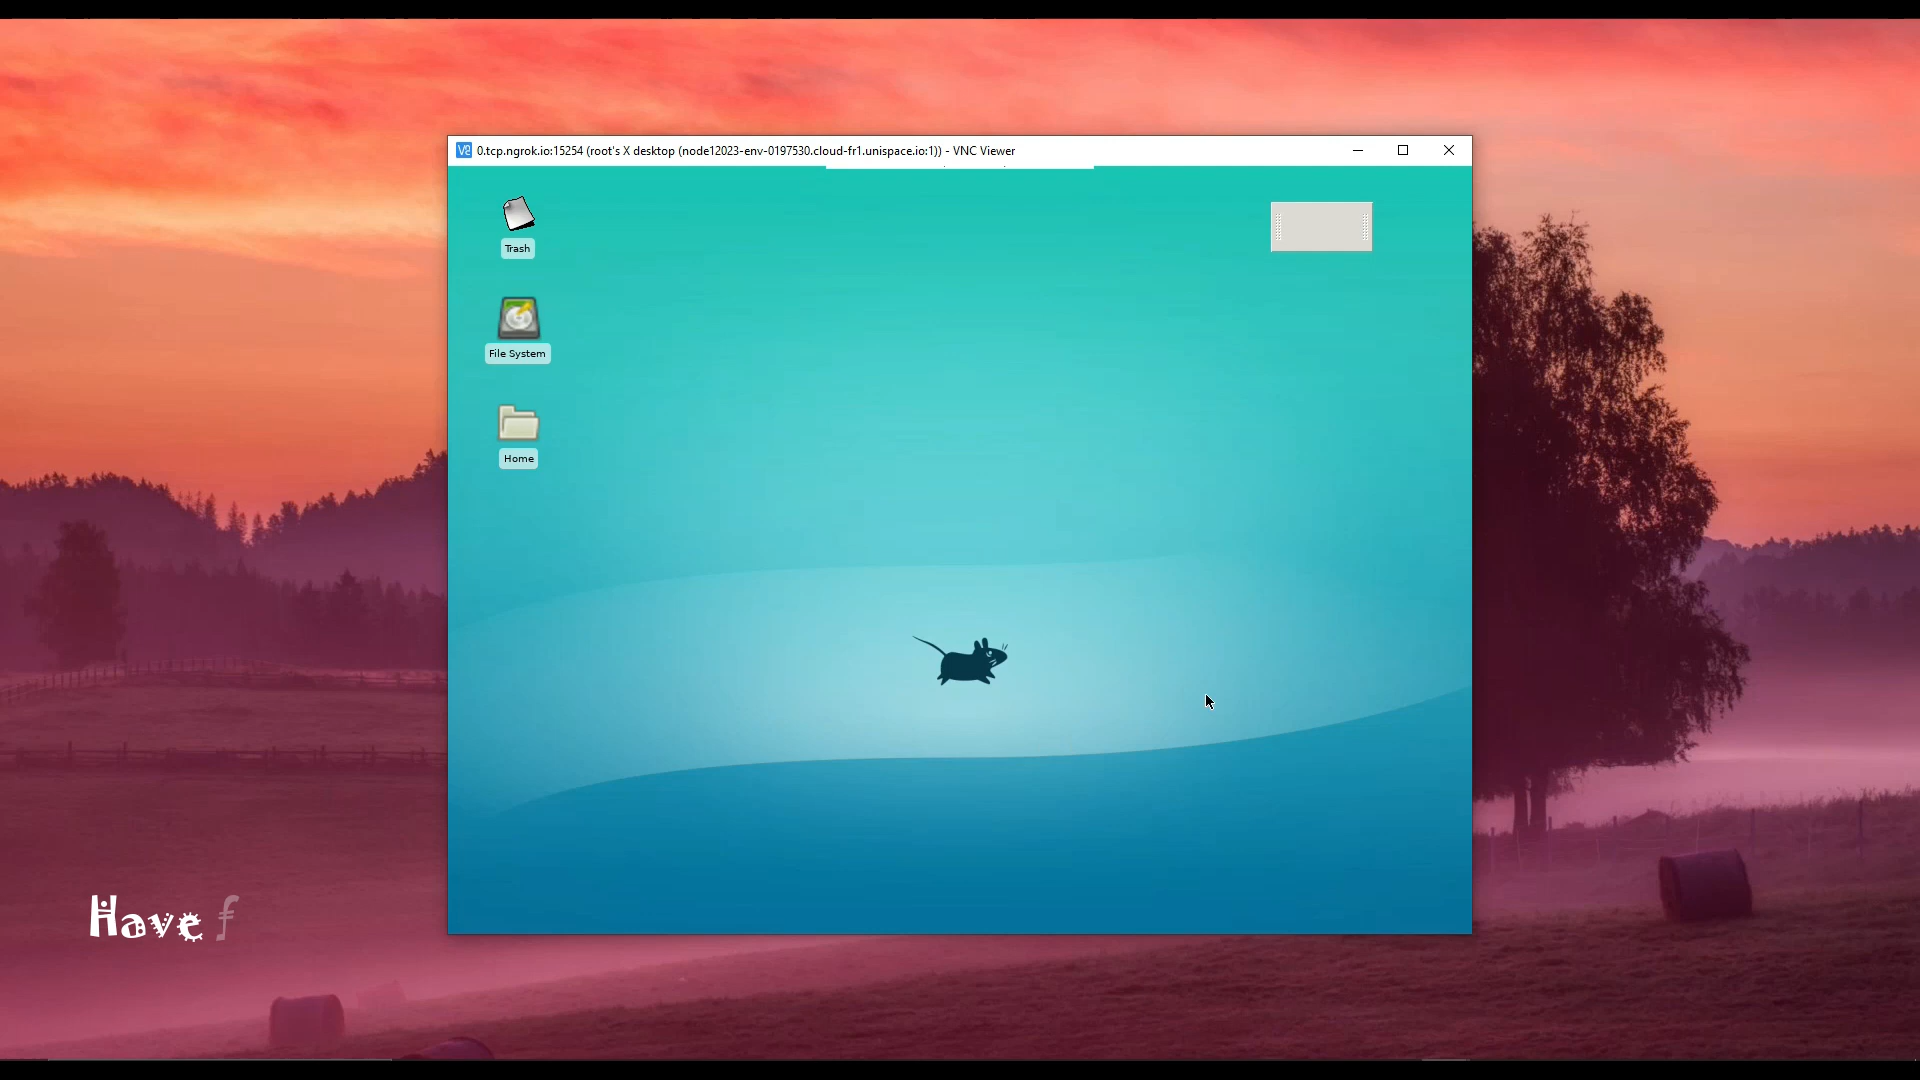 0.tcp.ngrok.io:15254 (root's X desktop (node12023-env-0197530.cloud-fr1.unispace.io:1)) - VNC Viewer
Trash
File System
Home
Have f